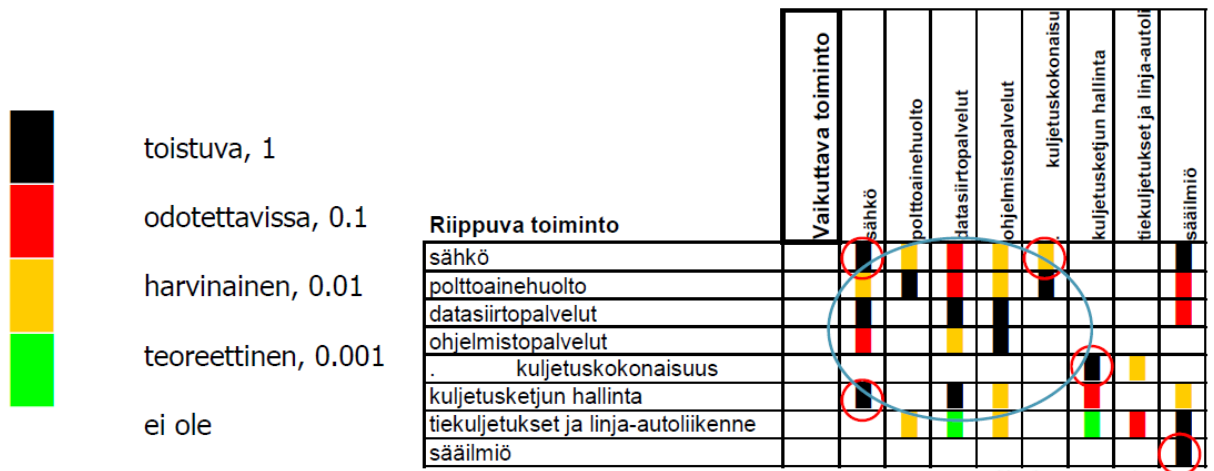 toistuva, 1
odotettavissa, 0.1
harvinainen, 0.01
teoreettinen, 0.001
ei ole
Riippuva toiminto
Vaikuttava toiminto
sähkö
polttoainehuolto
datasiirtopalvelut
ohjelmistopalvelut
. kuljetuskokonaisu
kuljetusketjun hallinta
tiekuljetukset ja linja-autoli
sääilmiö
sähkö
polttoainehuolto
datasiirtopalvelut
ohjelmistopalvelut
. kuljetuskokonaisuus
kuljetusketjun hallinta
tiekuljetukset ja linja-autoliikenne
sääilmiö